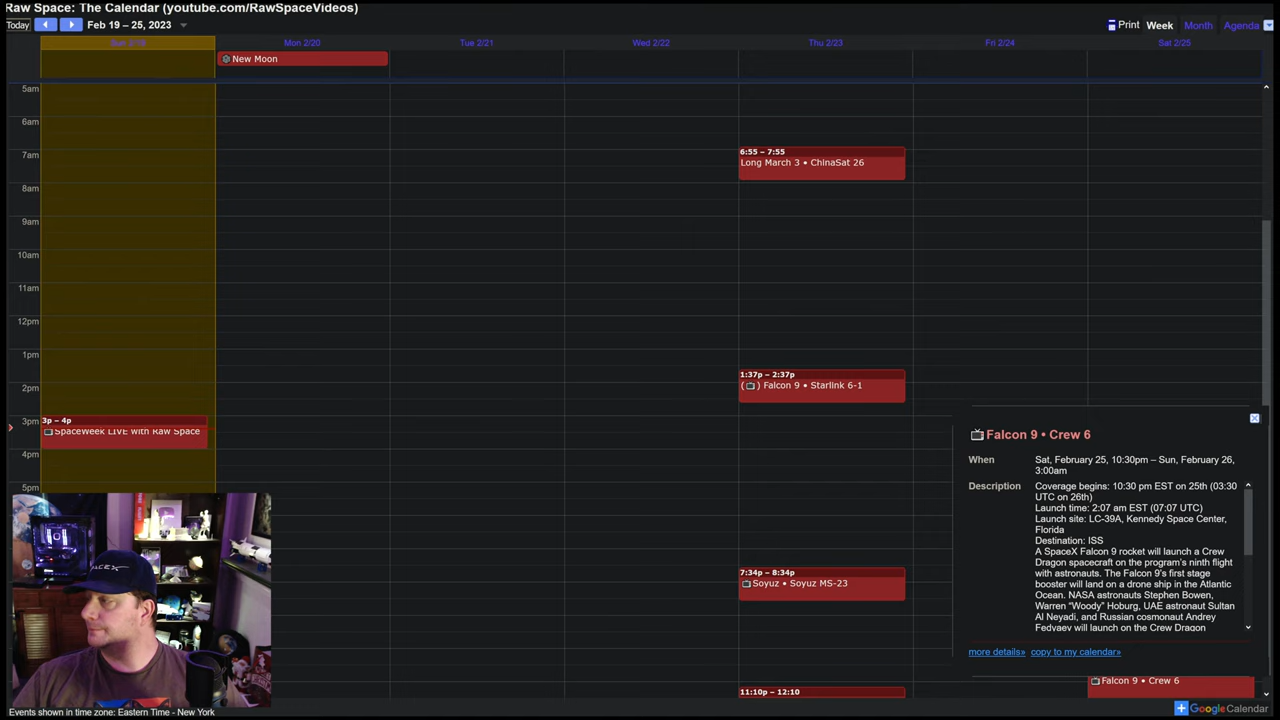 Raw Space: The Calendar (youtube.com/RawSpaceVideos)
Today Feb 19 – 25, 2023 Print Week Month Agenda
Sun 2/19 Mon 2/20 Tue 2/21 Wed 2/22 Thu 2/23 Fri 2/24 Sat 2/25
New Moon
5am
6am
7am
8am
9am
10am
11am
12pm
1pm
2pm
3pm
4pm
5pm
6:55 – 7:55
Long March 3 • ChinaSat 26
1:37p – 2:37p
( ) Falcon 9 • Starlink 6-1
3p – 4p
SpaceWeek LIVE with Raw Space
7:34p – 8:34p
Soyuz • Soyuz MS-23
11:10p – 12:10
Falcon 9 • Crew 6
When Sat, February 25, 10:30pm – Sun, February 26,
3:00am
Description Coverage begins: 10:30 pm EST on 25th (03:30
UTC on 26th)
Launch time: 2:07 am EST (07:07 UTC)
Launch site: LC-39A, Kennedy Space Center,
Florida
Destination: ISS
A SpaceX Falcon 9 rocket will launch a Crew
Dragon spacecraft on the program's ninth flight
with astronauts. The Falcon 9's first stage
booster will land on a drone ship in the Atlantic
Ocean. NASA astronauts Stephen Bowen,
Warren “Woody” Hoburg, UAE astronaut Sultan
Al Neyadi, and Russian cosmonaut Andrey
Fedyaev will launch on the Crew Dragon
more details» copy to my calendar»
Falcon 9 • Crew 6
SPACEX
Events shown in time zone: Eastern Time - New York
+ Google Calendar